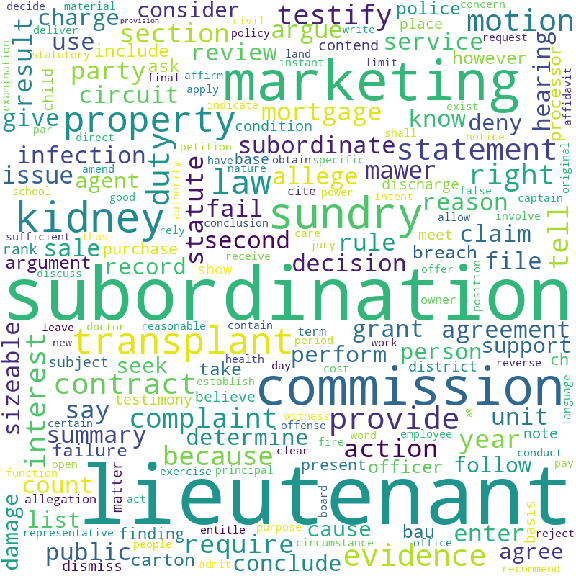 decide
deliver
charge
provision
civil
policy
statutory
final
land
write
consider
testify
police
place
concern
request
motion
section
argue
service
limit
use
include
affirm
apply
instant
contend
however
result
party
ask
review
marketing
hearing
processor
affidavit
examination
child
circuit
indicate
mortgage
exist
know
deny
give
par
direct
property
condition
shall
notice
original
infection
amend
petition
subordinate
statement
issue
agent
duty
authority
have
base
obtain
specific
nature
power
intent
law
allege
discharge
false
captain
right
school
good
kidney
statute
cite
mawer
reason
allow
involve
tell
sufficient
thus
rely
fail
conclusion
sundry
care
jury
meet
claim
rank
sale
purchase
second
rule
breach
file
argument
discuss
record
show
receive
decision
offer
owner
position
subordination
sizeable
leave
new
doctor
reasonable
contain
term
period
work
grant
agreement
reverse
interest
transplant
health
day
cost
perform
person
district
support
language
ch
subject
seek
take
establish
believe
commission
contract
testimony
say
complaint
witness
offense
fire
word
employee
%
provide
unit
note
conduct
pay
certain
summary
determine
clear
action
year
function
open
failure
because
exercise
principal
present
officer
follow
count
allegation
matter
act
entitle
lieutenant
damage
list
representative
finding
purpose
people
circumstance
board
cause
office
bay
enter
basis
reject
public
carton
require
admit
evidence
agree
dismiss
conclude
recommend